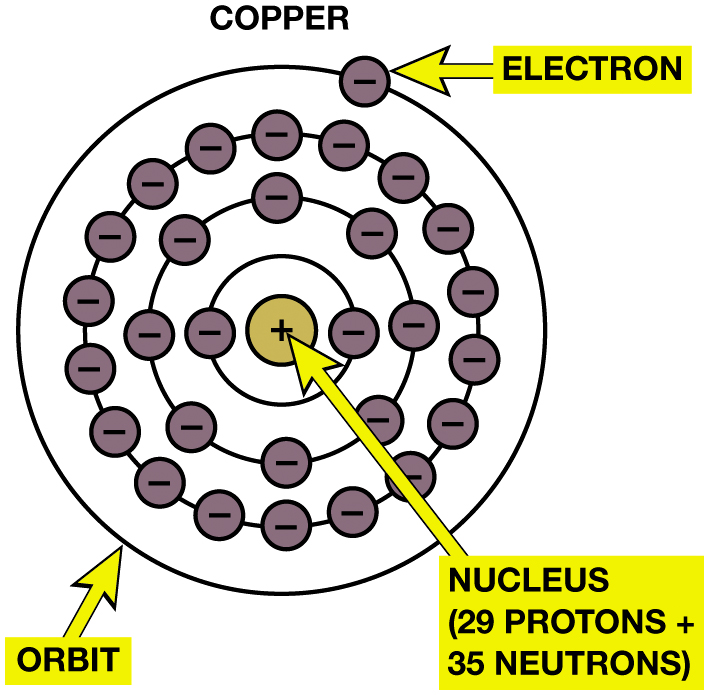 COPPER
ELECTRON
+
NUCLEUS
(29 PROTONS +
35 NEUTRONS)
ORBIT